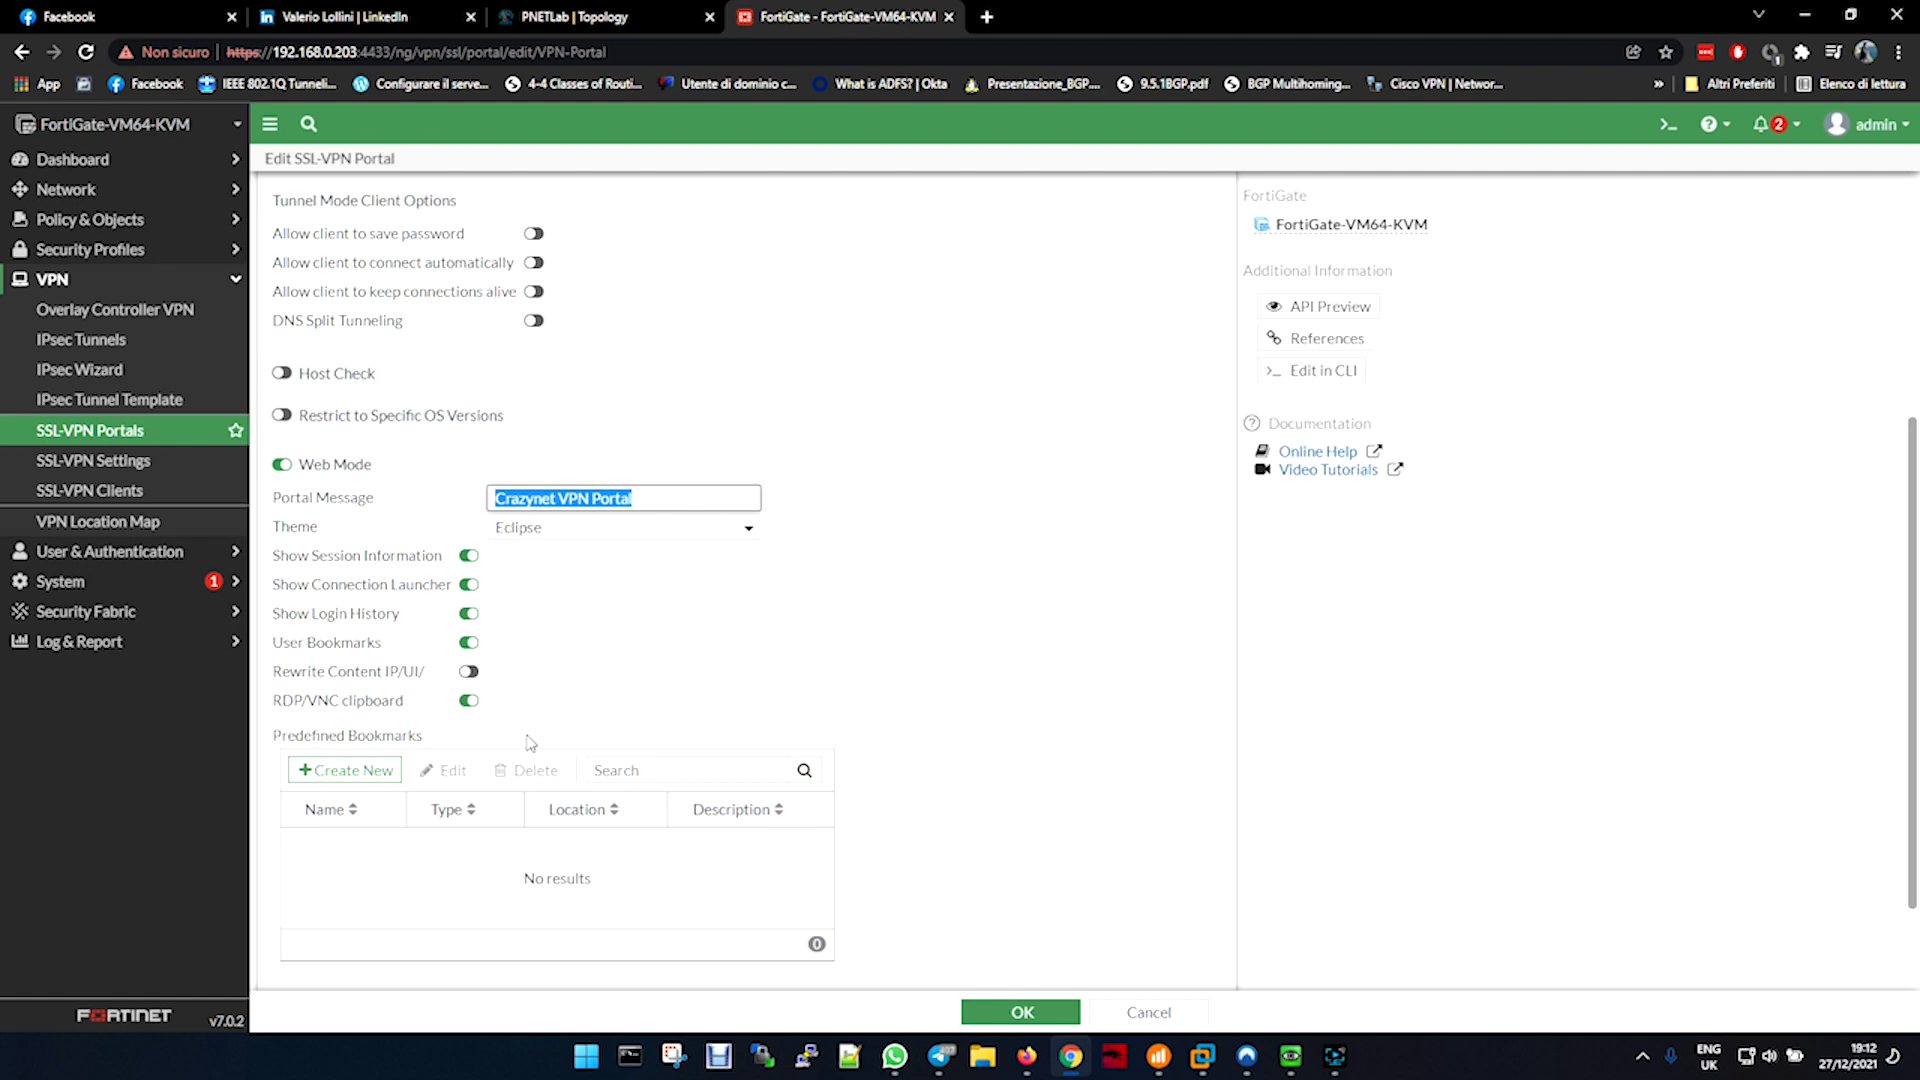 Facebook
Valerio Lollini | LinkedIn
PNETLab | Topology
FortiGate - FortiGate-VM64-KVM
Non sicuro
https://192.168.0.203:4433/ng/vpn/ssl/portal/edit/VPN-Portal
App
Facebook
IEEE 802.1Q Tunneli...
Configurare il serve...
4-4 Classes of Routi...
Utente di dominio c...
What is ADFS? | Okta
Presentazione_BGP....
9.5.1BGP.pdf
BGP Multihoming...
Cisco VPN | Networ...
»
Altri Preferiti
Elenco di lettura
FortiGate-VM64-KVM
2
admin
Dashboard
Network
Policy & Objects
Security Profiles
VPN
Overlay Controller VPN
IPsec Tunnels
IPsec Wizard
IPsec Tunnel Template
SSL-VPN Portals
SSL-VPN Settings
SSL-VPN Clients
VPN Location Map
User & Authentication
System 1
Security Fabric
Log & Report
FORTINET v7.0.2
Edit SSL-VPN Portal
Tunnel Mode Client Options
Allow client to save password
Allow client to connect automatically
Allow client to keep connections alive
DNS Split Tunneling
Host Check
Restrict to Specific OS Versions
Web Mode
Portal Message Crazynet VPN Portal
Theme Eclipse
Show Session Information
Show Connection Launcher
Show Login History
User Bookmarks
Rewrite Content IP/UI/
RDP/VNC clipboard
Predefined Bookmarks
+ Create New Edit Delete Search
Name Type Location Description
No results
0
OK Cancel
FortiGate
FortiGate-VM64-KVM
Additional Information
API Preview
References
>_ Edit in CLI
Documentation
Online Help
Video Tutorials
ENG
UK
19:12
27/12/2021